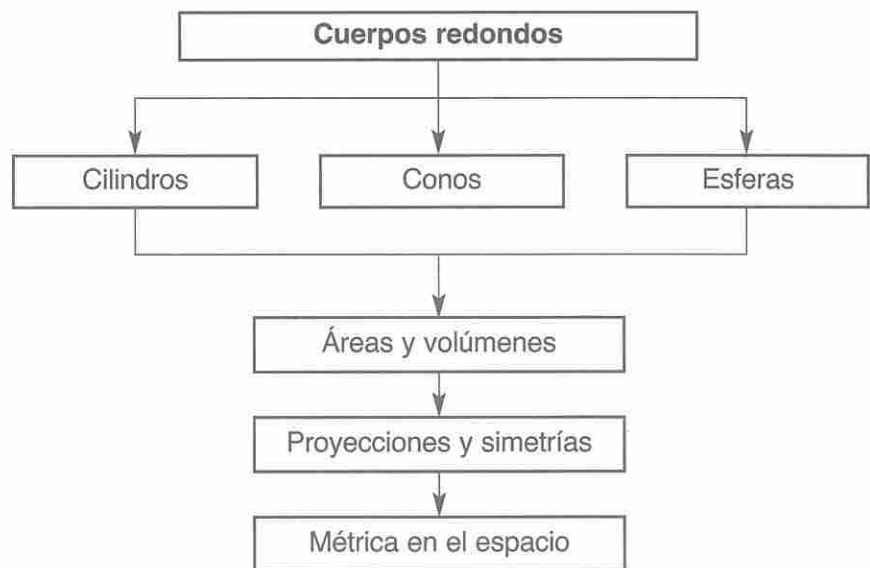 Cuerpos redondos
Cilindros
Conos
Esferas
Áreas y volúmenes
Proyecciones y simetrías
Métrica en el espacio